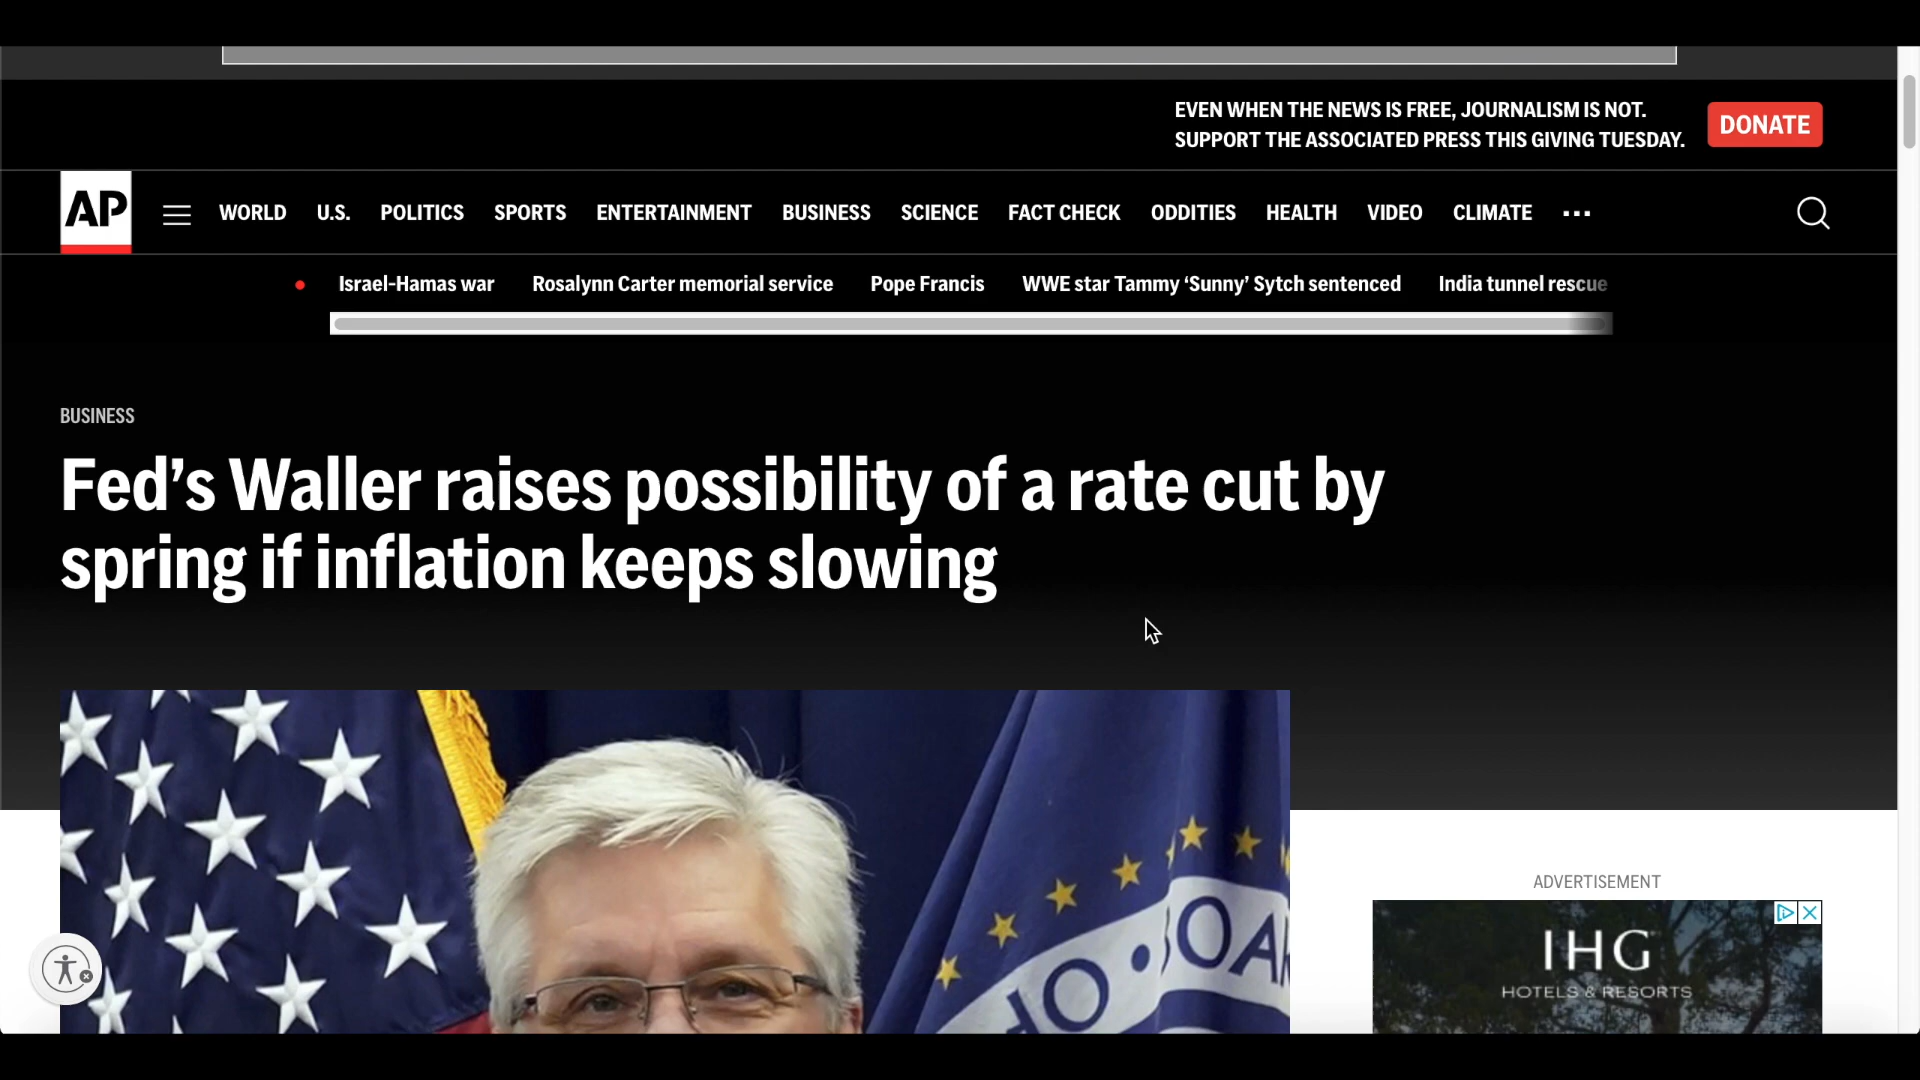 EVEN WHEN THE NEWS IS FREE, JOURNALISM IS NOT.
SUPPORT THE ASSOCIATED PRESS THIS GIVING TUESDAY.
DONATE
AP
WORLD U.S. POLITICS SPORTS ENTERTAINMENT BUSINESS SCIENCE FACT CHECK ODDITIES HEALTH VIDEO CLIMATE
Israel-Hamas war Rosalynn Carter memorial service Pope Francis WWE star Tammy ‘Sunny’ Sytch sentenced India tunnel rescue
BUSINESS
Fed’s Waller raises possibility of a rate cut by
spring if inflation keeps slowing
ADVERTISEMENT
IHG
HOTELS & RESORTS